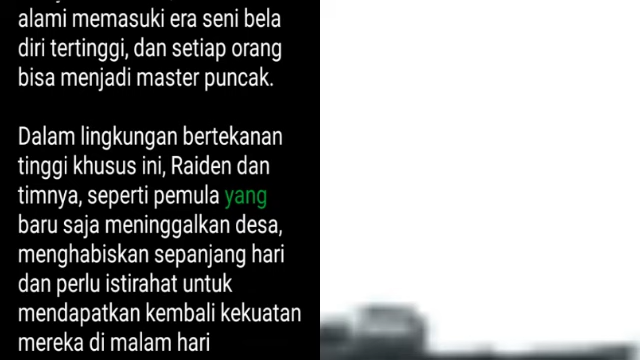 alami memasuki era seni bela
diri tertinggi, dan setiap orang
bisa menjadi master puncak.
Dalam lingkungan bertekanan
tinggi khusus ini, Raiden dan
timnya, seperti pemula yang
baru saja meninggalkan desa,
menghabiskan sepanjang hari
dan perlu istirahat untuk
mendapatkan kembali kekuatan
mereka di malam hari